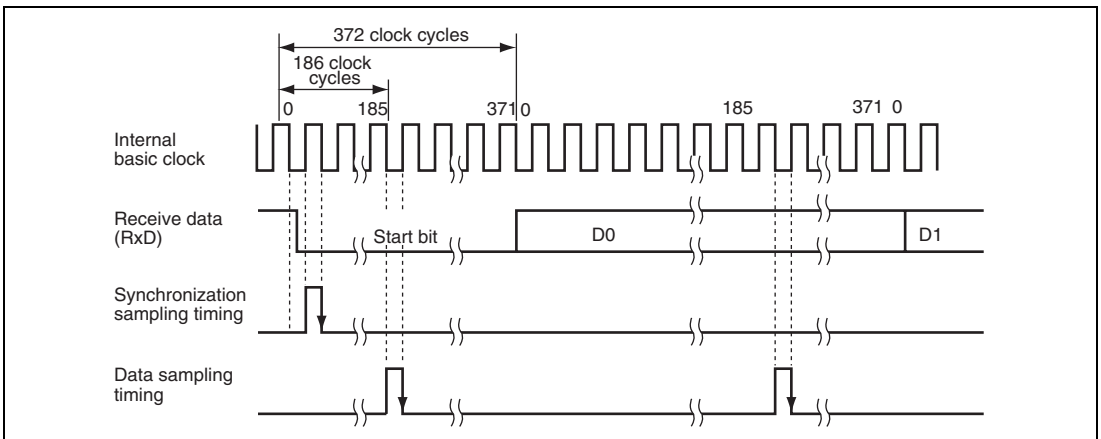 372 clock cycles
186 clock
cycles
0 185 371 0 185 371 0
Internal
basic clock
Receive data
(RxD)
Start bit D0 D1
Synchronization
sampling timing
Data sampling
timing